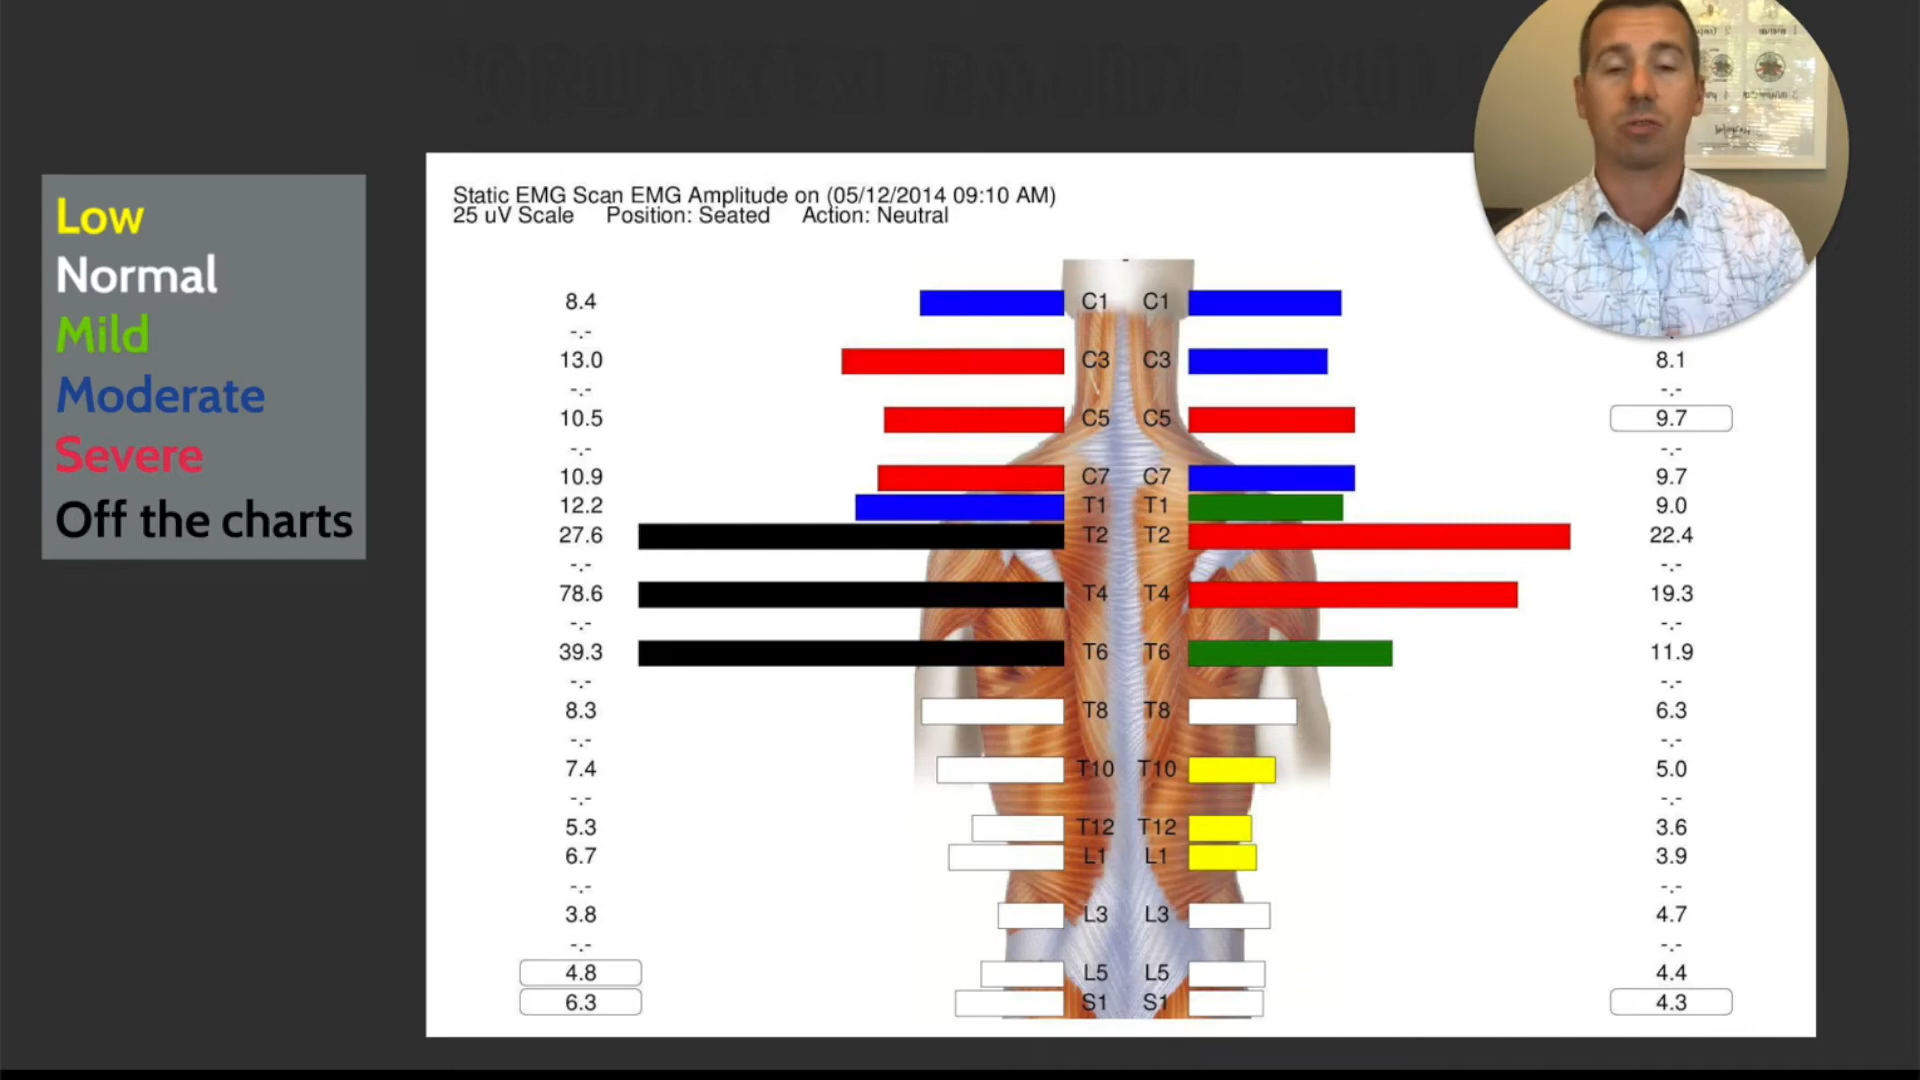 Low
Normal
Mild
Moderate
Severe
Off the charts
Static EMG Scan EMG Amplitude on (05/12/2014 09:10 AM)
25 uV Scale Position: Seated Action: Neutral
8.4 C1 C1
-.-
13.0 C3 C3 8.1
-.- -.-
10.5 C5 C5 9.7
-.- -.-
10.9 C7 C7 9.7
12.2 T1 T1 9.0
27.6 T2 T2 22.4
-.- -.-
78.6 T4 T4 19.3
-.- -.-
39.3 T6 T6 11.9
-.- -.-
8.3 T8 T8 6.3
-.- -.-
7.4 T10 T10 5.0
-.- -.-
5.3 T12 T12 3.6
6.7 L1 L1 3.9
-.- -.-
3.8 L3 L3 4.7
-.- -.-
4.8 L5 L5 4.4
6.3 S1 S1 4.3